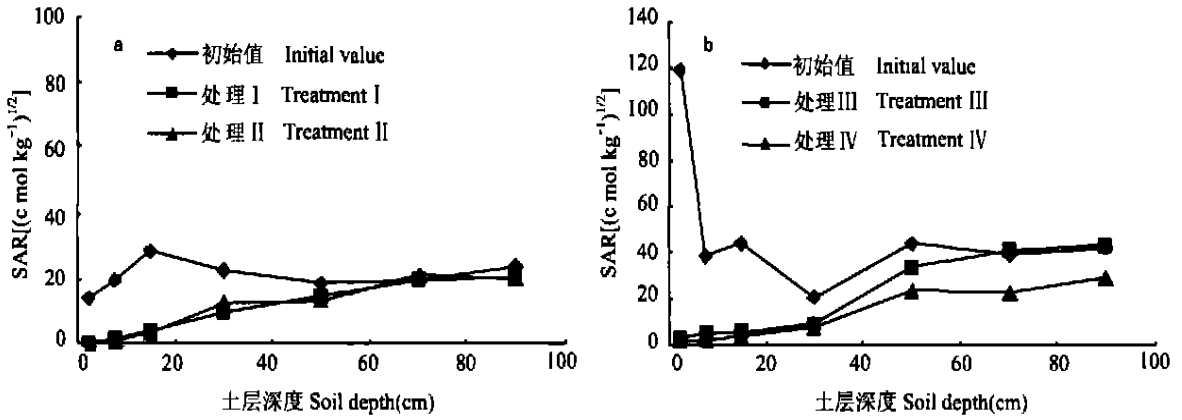 100
80
60
40
20
0
SAR[(c mol kg⁻¹)^1/2]
a
初始值 Initial value
处理 I Treatment I
处理 II Treatment II
0 20 40 60 80 100
土层深度 Soil depth(cm)
140
120
100
80
60
40
20
0
SAR[(c mol kg⁻¹)^1/2]
b
初始值 Initial value
处理III Treatment III
处理 IV Treatment IV
0 20 40 60 80 100
土层深度 Soil depth(cm)